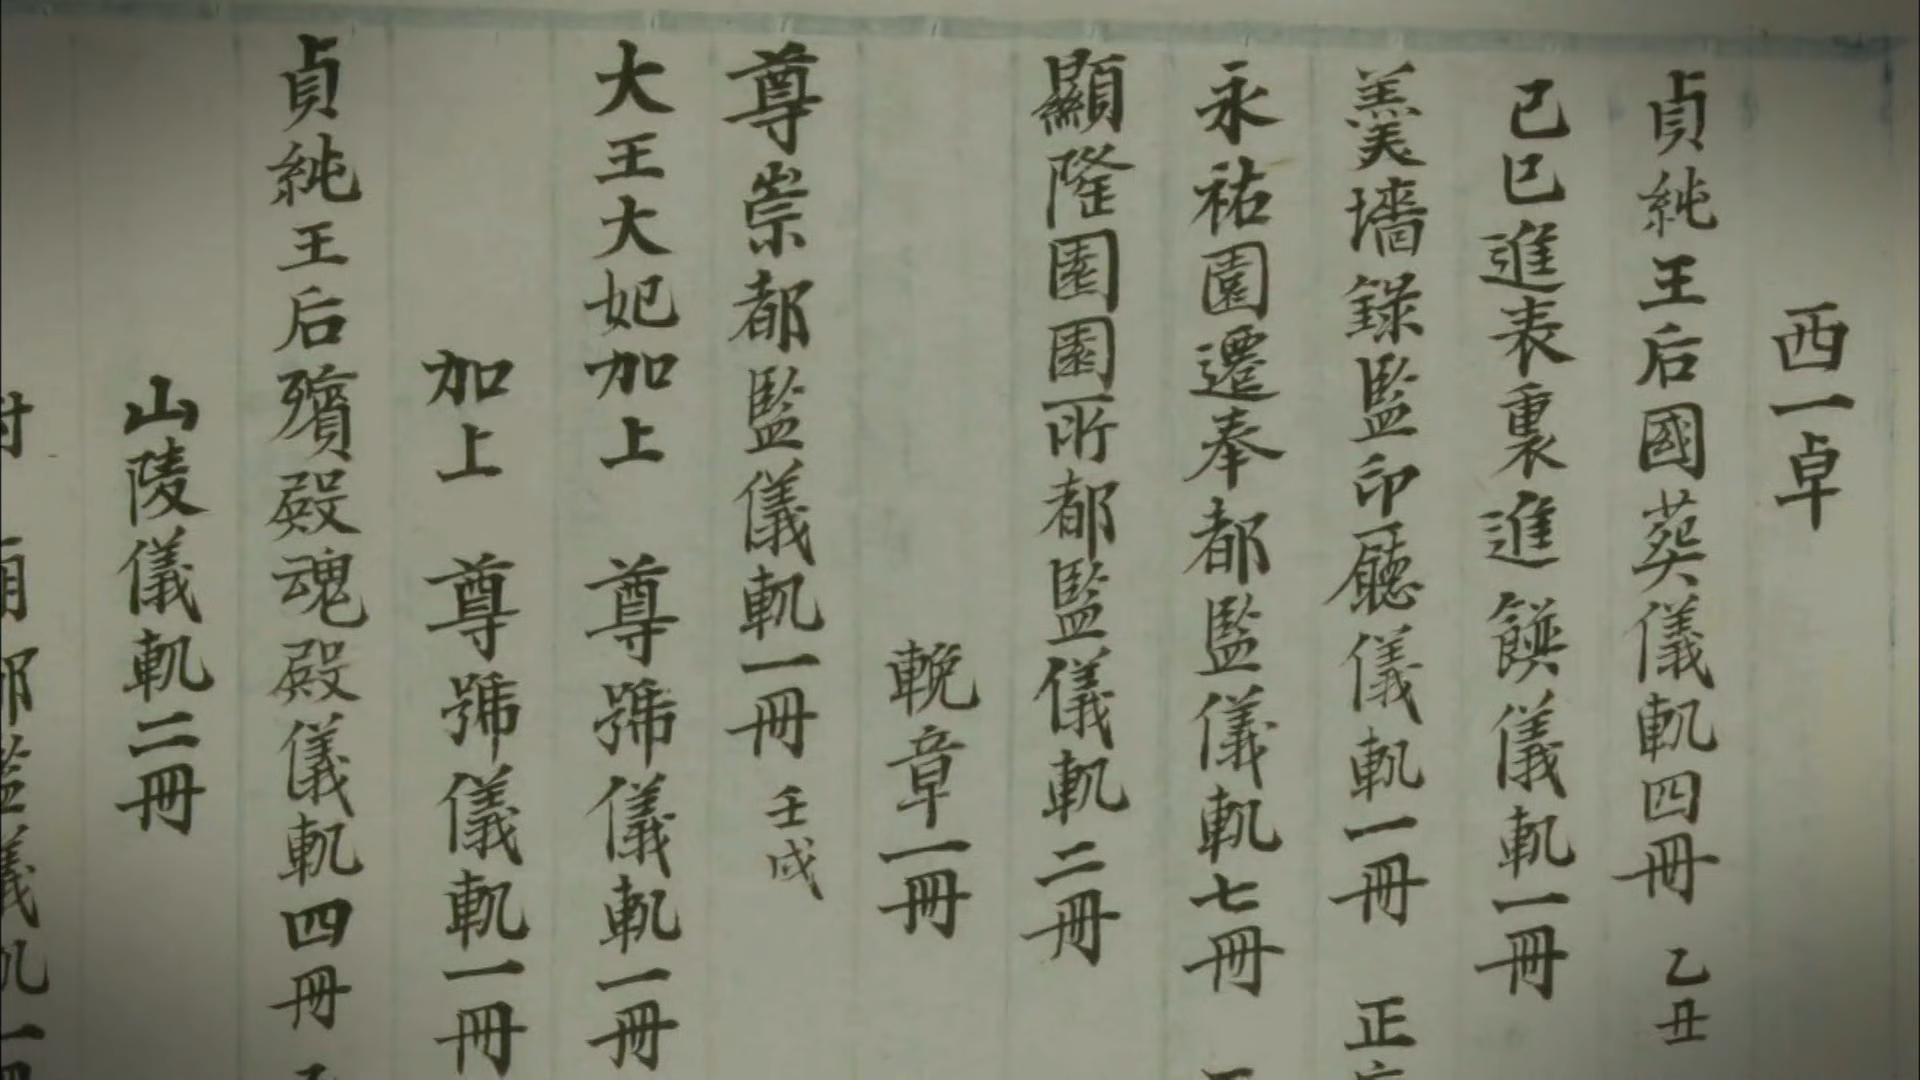 西一卓
貞純王后國葬儀軌四冊 乙丑
己巳進表裏進饌儀軌一冊
羹墻錄監印廳儀軌一冊 正
永祐園遷奉都監儀軌七冊
顯隆園園所都監儀軌二冊
輓章一冊
尊崇都監儀軌一冊 壬戌
大王大妃加上 尊號儀軌一冊
加上 尊號儀軌一冊
貞純王后殯殿魂殿儀軌四冊
山陵儀軌二冊